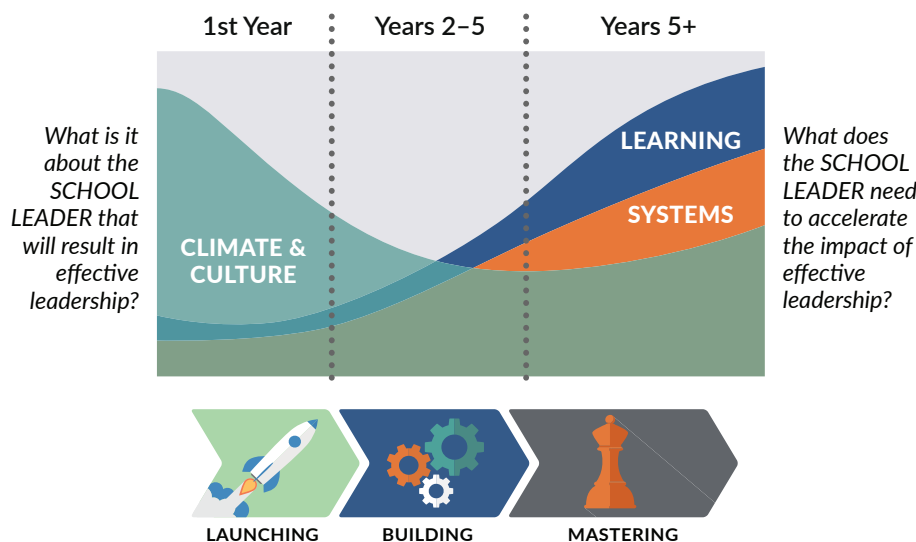 1st Year
Years 2–5
Years 5+
What is it
about the
SCHOOL
LEADER that
will result in
effective
leadership?
CLIMATE &
CULTURE
LEARNING
SYSTEMS
What does
the SCHOOL
LEADER need
to accelerate
the impact of
effective
leadership?
LAUNCHING
BUILDING
MASTERING